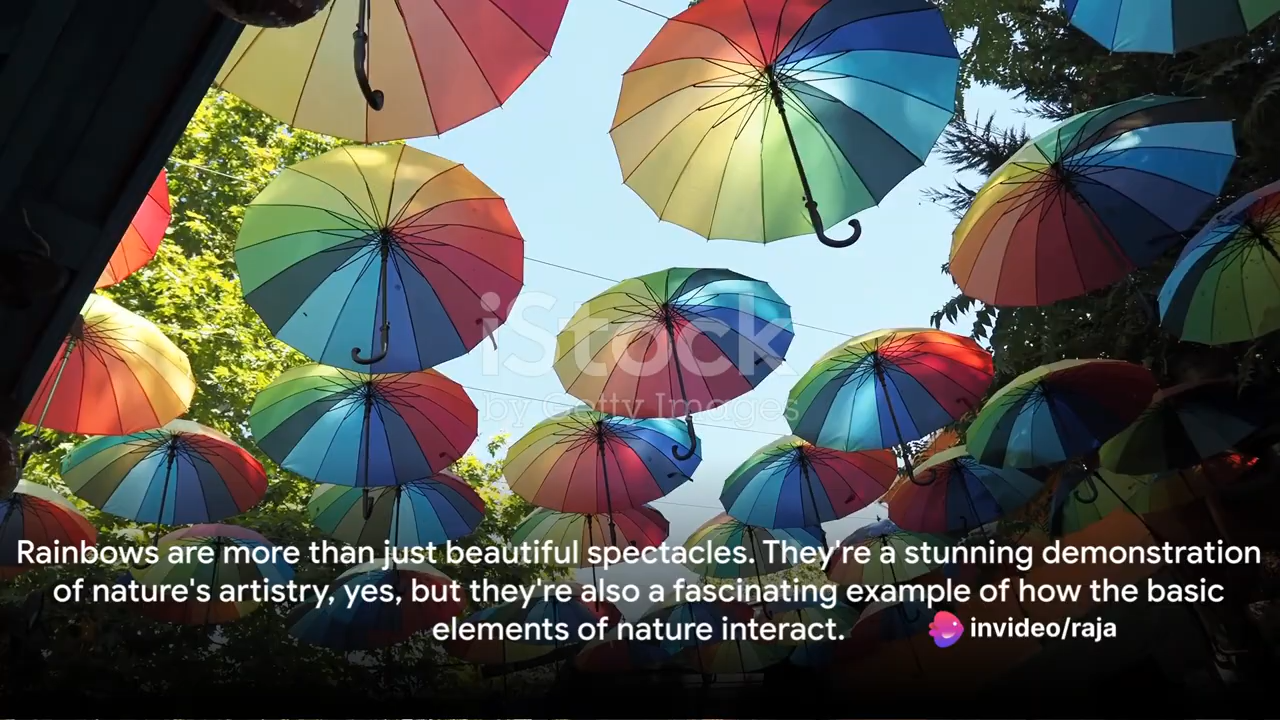 iStock
by Getty Images
Rainbows are more than just beautiful spectacles. They're a stunning demonstration
of nature's artistry, yes, but they're also a fascinating example of how the basic
elements of nature interact.
invideo/raja